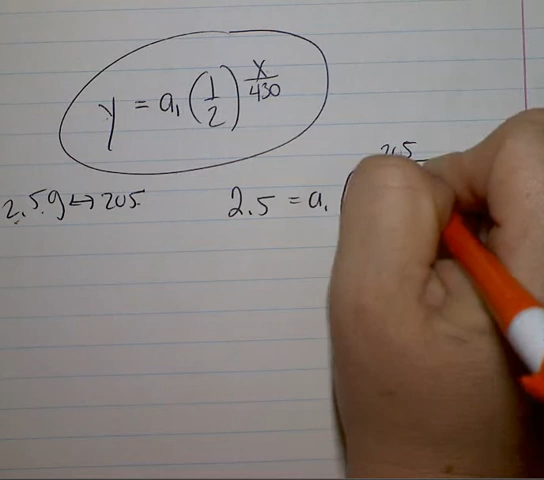 y = a₁ (1/2)^(x/430)
2.5g ↔ 205 2.5 = a₁ (